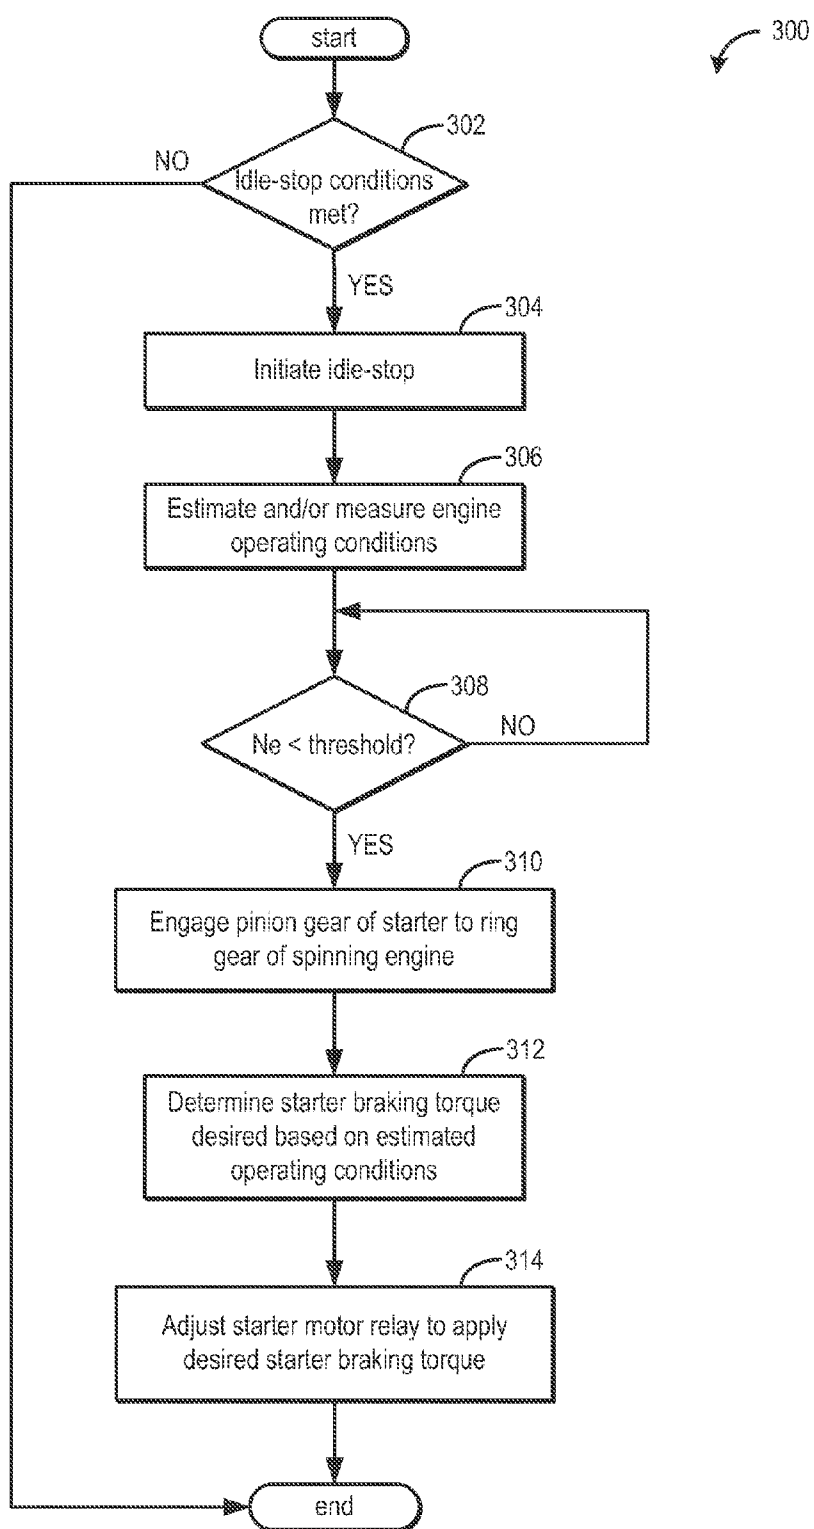 start
300
302
NO
Idle-stop conditions
met?
YES
304
Initiate idle-stop
306
Estimate and/or measure engine
operating conditions
308
Ne < threshold?
NO
YES
310
Engage pinion gear of starter to ring
gear of spinning engine
312
Determine starter braking torque
desired based on estimated
operating conditions
314
Adjust starter motor relay to apply
desired starter braking torque
end